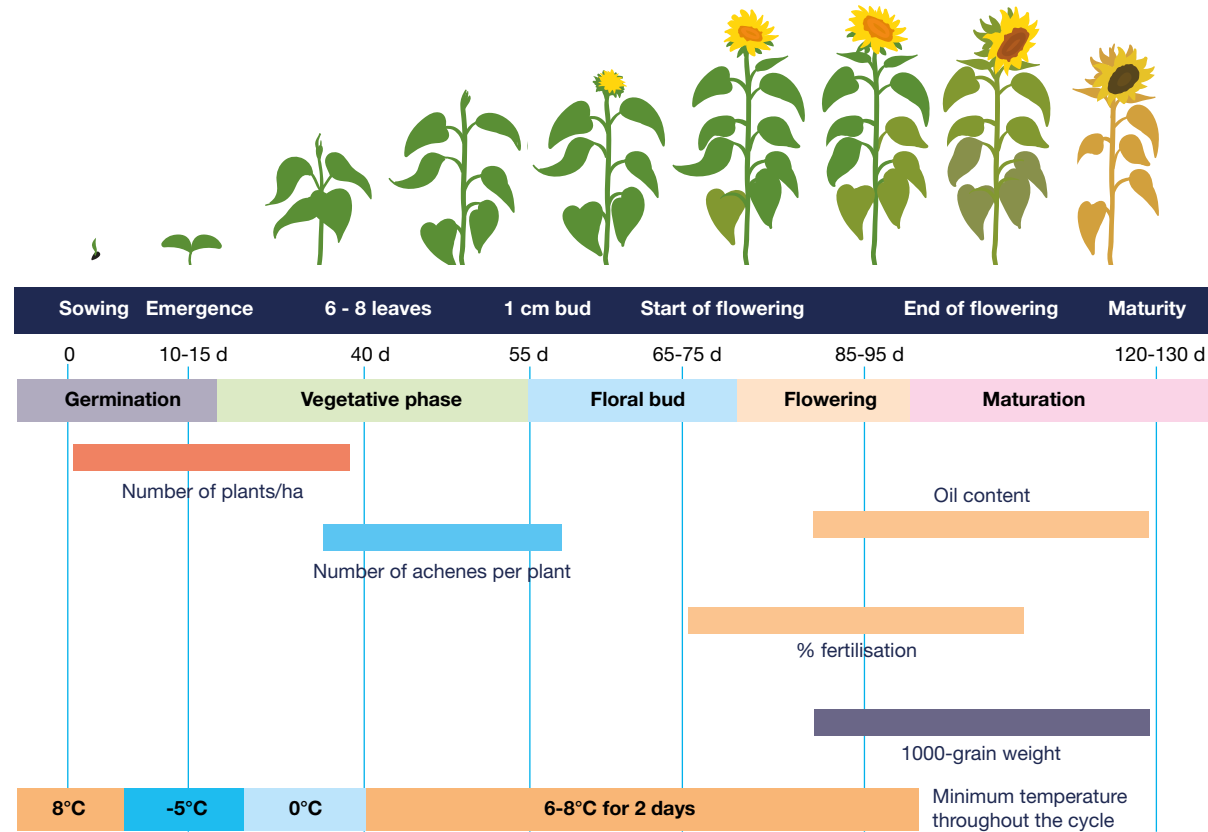 Sowing Emergence 6 - 8 leaves 1 cm bud Start of flowering End of flowering Maturity
0 10-15 d 40 d 55 d 65-75 d 85-95 d 120-130 d
Germination Vegetative phase Floral bud Flowering Maturation
Number of plants/ha
Oil content
Number of achenes per plant
% fertilisation
1000-grain weight
8°C -5°C 0°C 6-8°C for 2 days
Minimum temperature
throughout the cycle